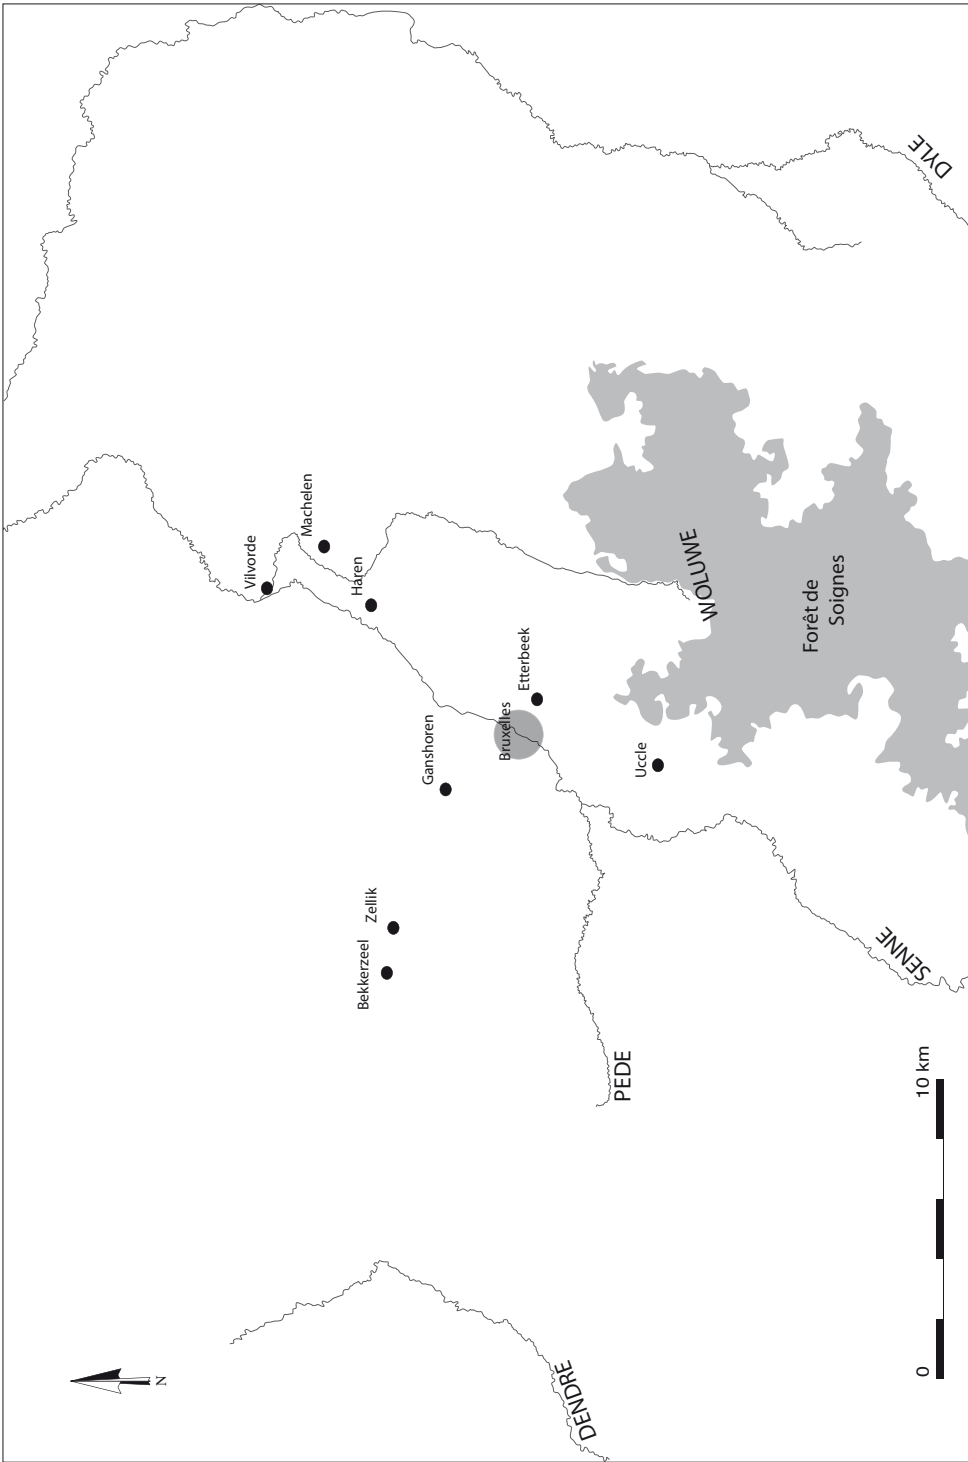 N
Vilvorde
Machelen
Haren
Bekkerzeel
Zellik
Ganshoren
Bruxelles
Etterbeek
DENDRE
PEDE
Uccle
WOLUWE
Forêt de
Soignes
SENNE
DYLE
0 10 km